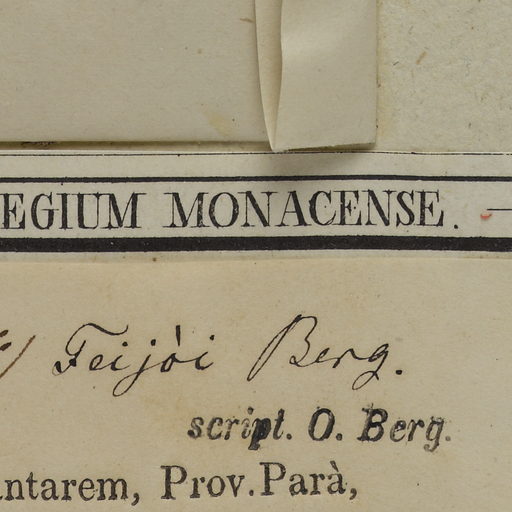 EGIUM MONACENSE. —
) Feijòi Berg.
script. O. Berg.
ntarem, Prov. Parà,